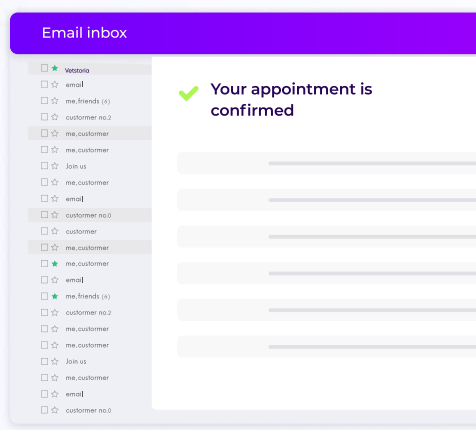 Email inbox
Vetstoria
email
me,friends (6)
custormer no.2
me,custormer
me,custormer
Join us
me,custormer
email
custormer no.0
custormer
me,custormer
me,custormer
email
me,friends (6)
custormer no.2
me,custormer
me,custormer
Join us
me,custormer
email
custormer no.0
Your appointment is
confirmed